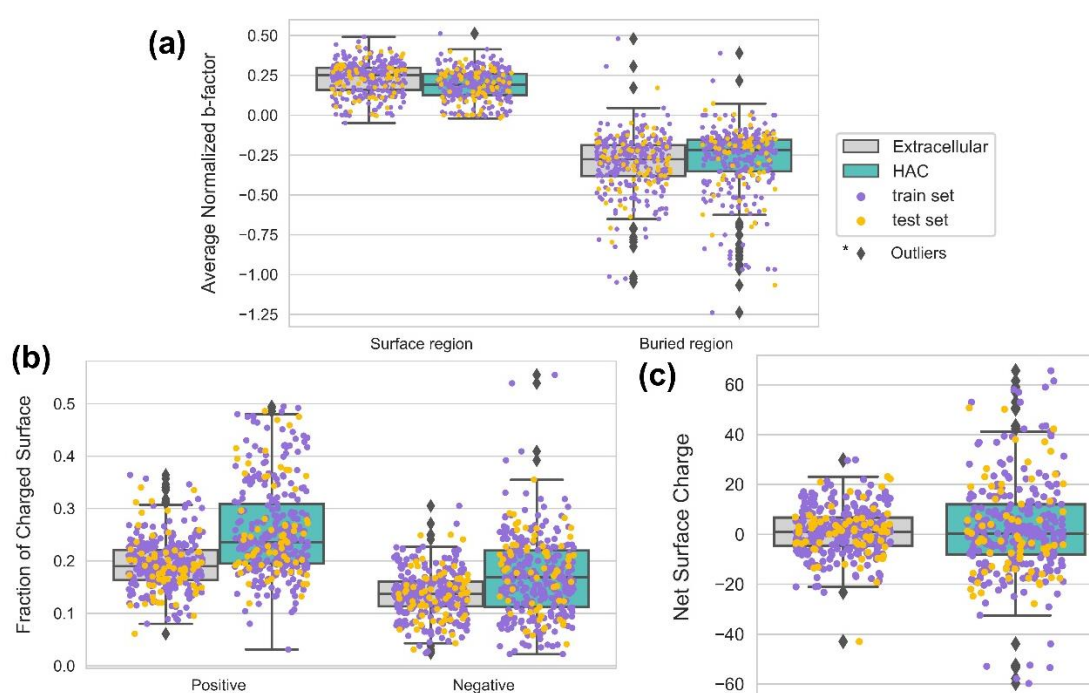 (a)
Average Normalized b-factor
0.50
0.25
0.00
−0.25
−0.50
−0.75
−1.00
−1.25
Surface region
Buried region
Extracellular
HAC
train set
test set
* Outliers
(b)
Fraction of Charged Surface
0.5
0.4
0.3
0.2
0.1
0.0
Positive
Negative
(c)
Net Surface Charge
60
40
20
0
−20
−40
−60